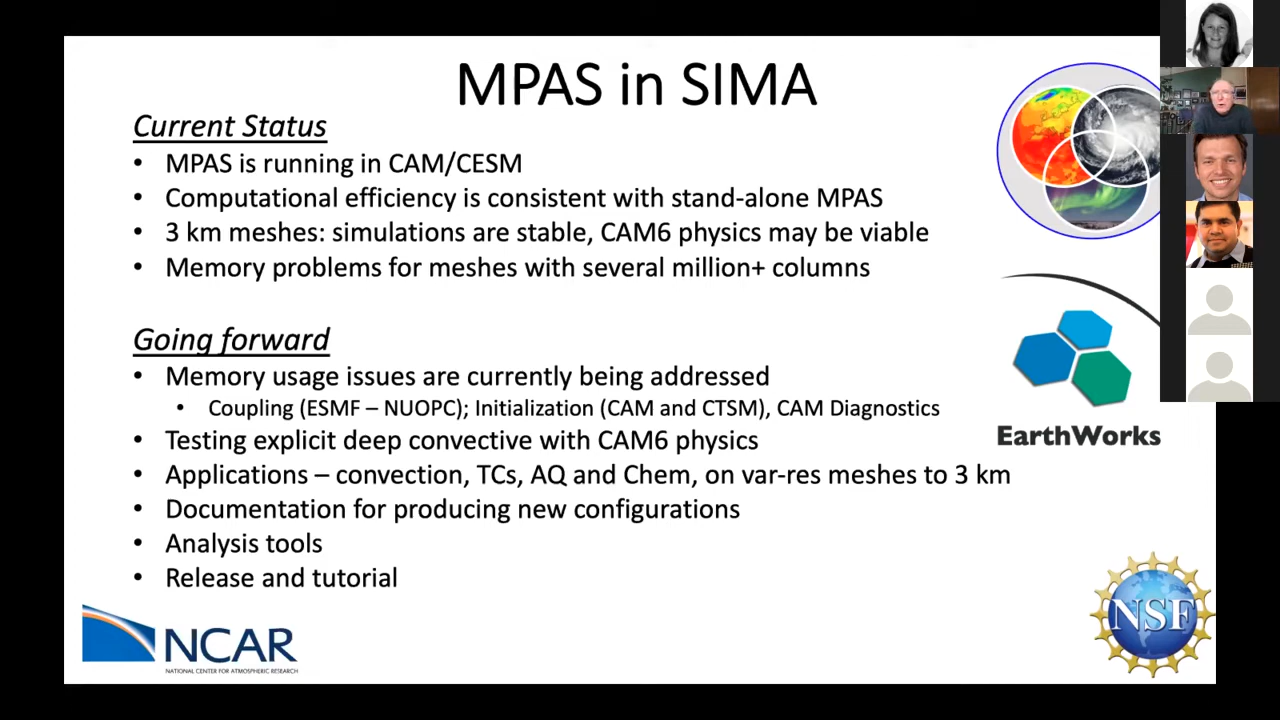 MPAS in SIMA
Current Status
• MPAS is running in CAM/CESM
• Computational efficiency is consistent with stand-alone MPAS
• 3 km meshes: simulations are stable, CAM6 physics may be viable
• Memory problems for meshes with several million+ columns
Going forward
• Memory usage issues are currently being addressed
• Coupling (ESMF – NUOPC); Initialization (CAM and CTSM), CAM Diagnostics
• Testing explicit deep convective with CAM6 physics
• Applications – convection, TCs, AQ and Chem, on var-res meshes to 3 km
• Documentation for producing new configurations
• Analysis tools
• Release and tutorial
EarthWorks
NCAR
NATIONAL CENTER FOR ATMOSPHERIC RESEARCH
NSF